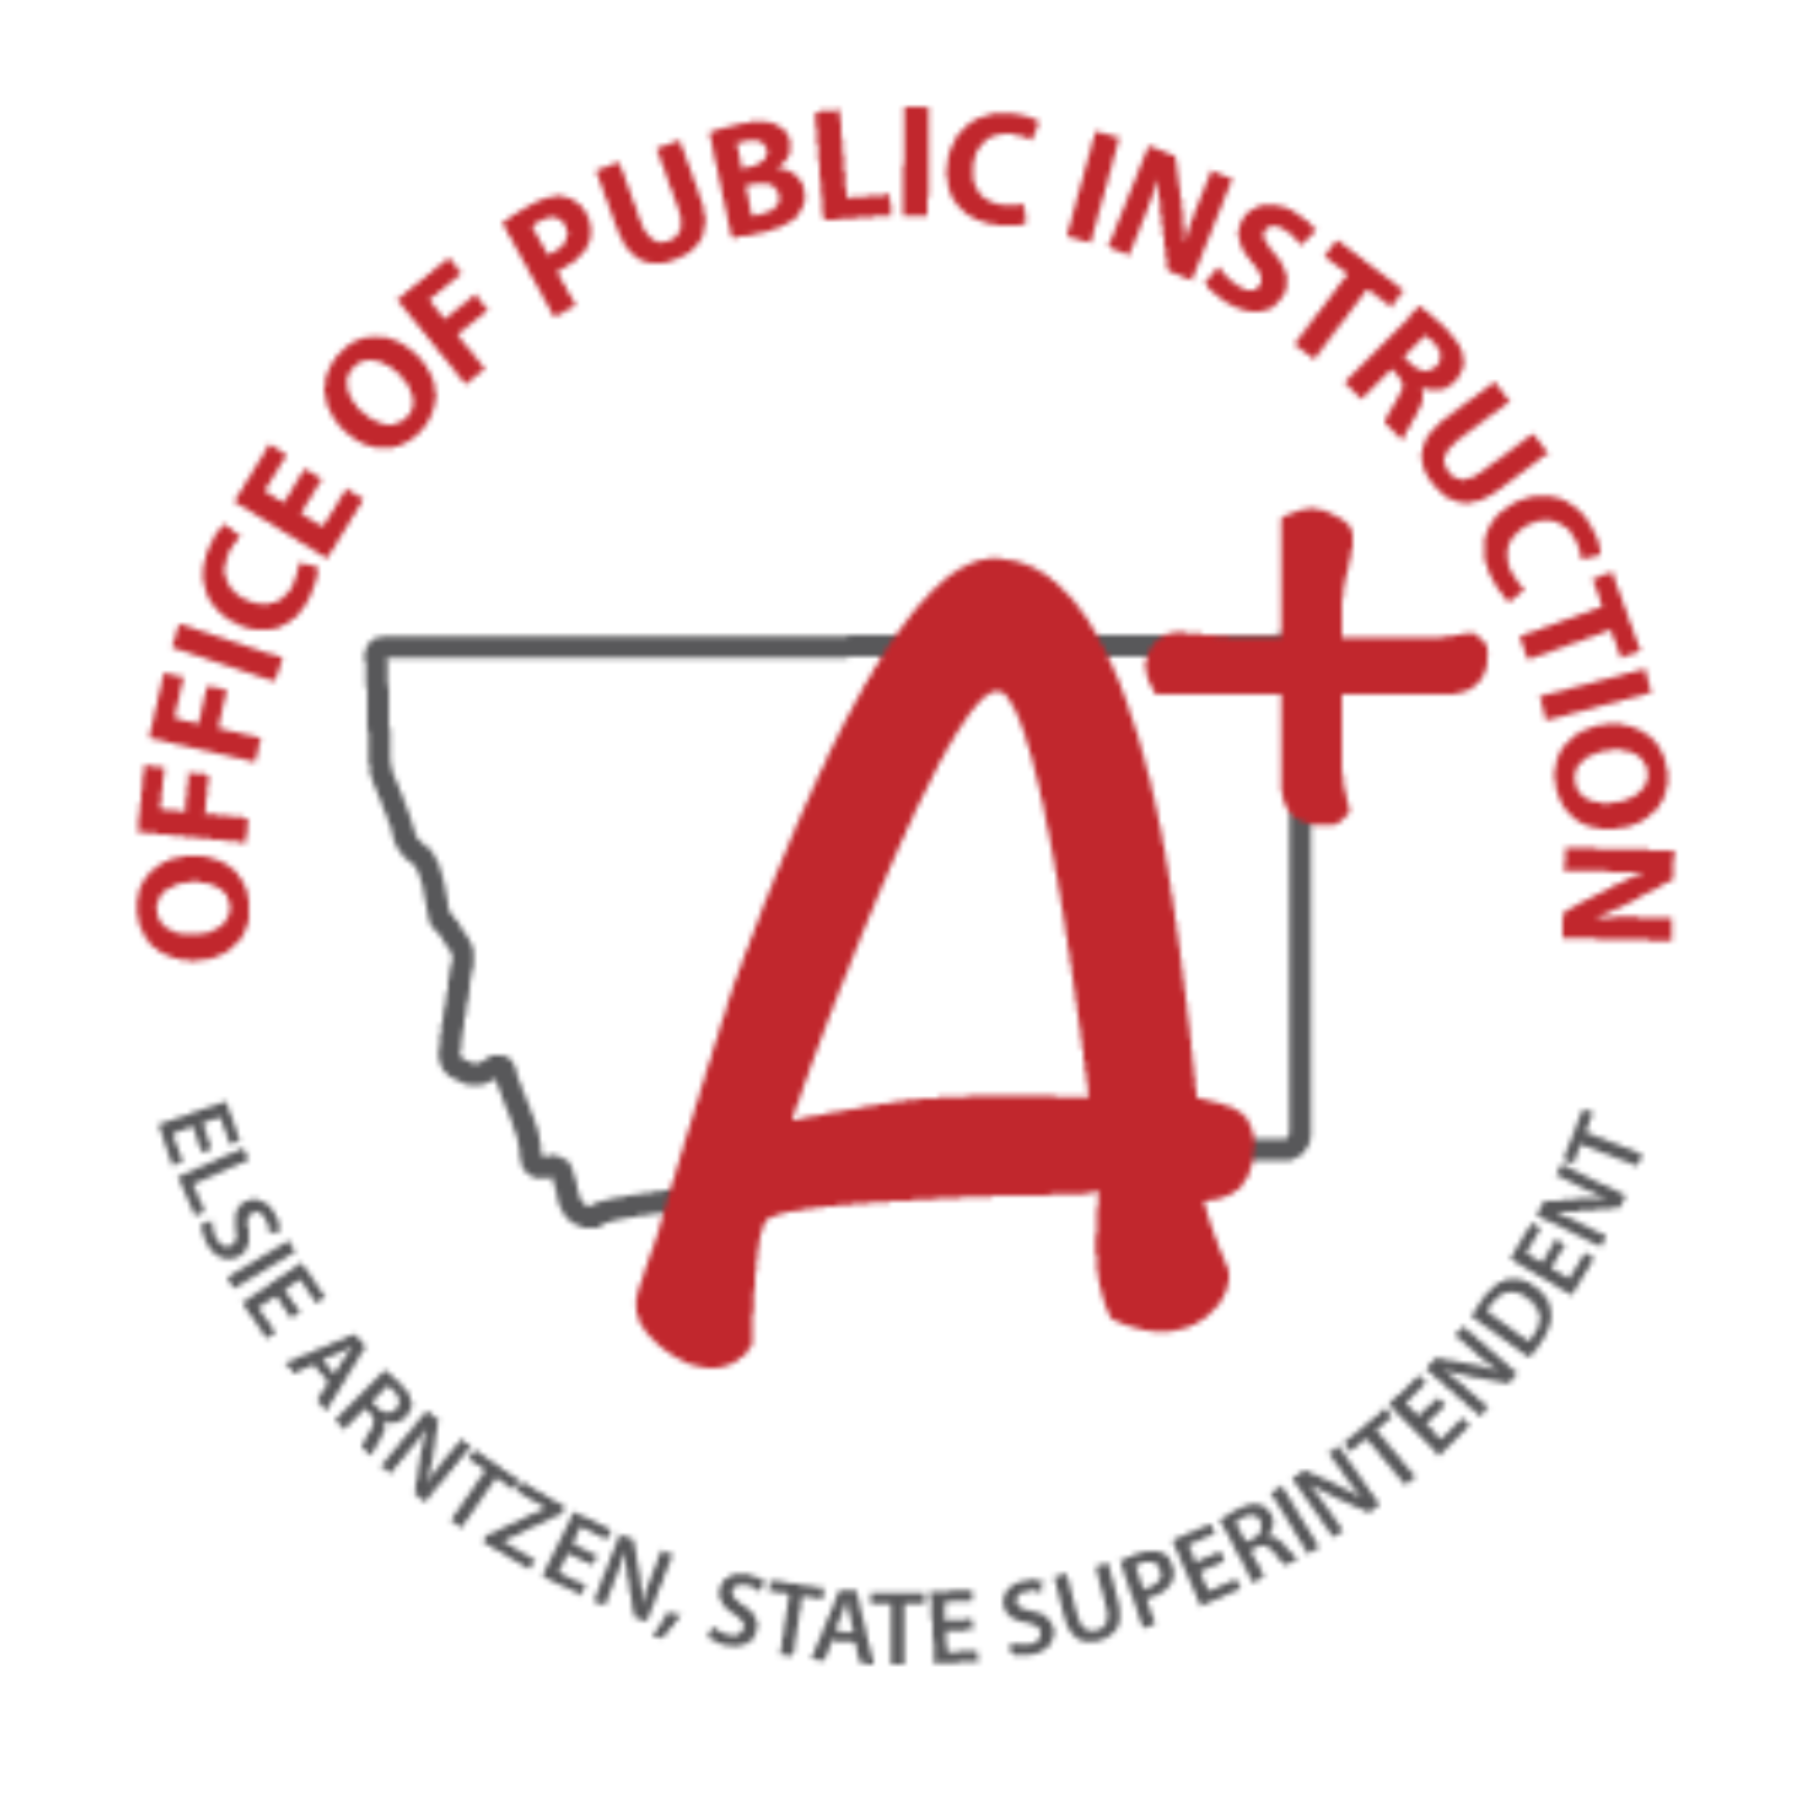 OFFICE OF PUBLIC INSTRUCTION
A+
ELSIE ARNTZEN, STATE SUPERINTENDENT